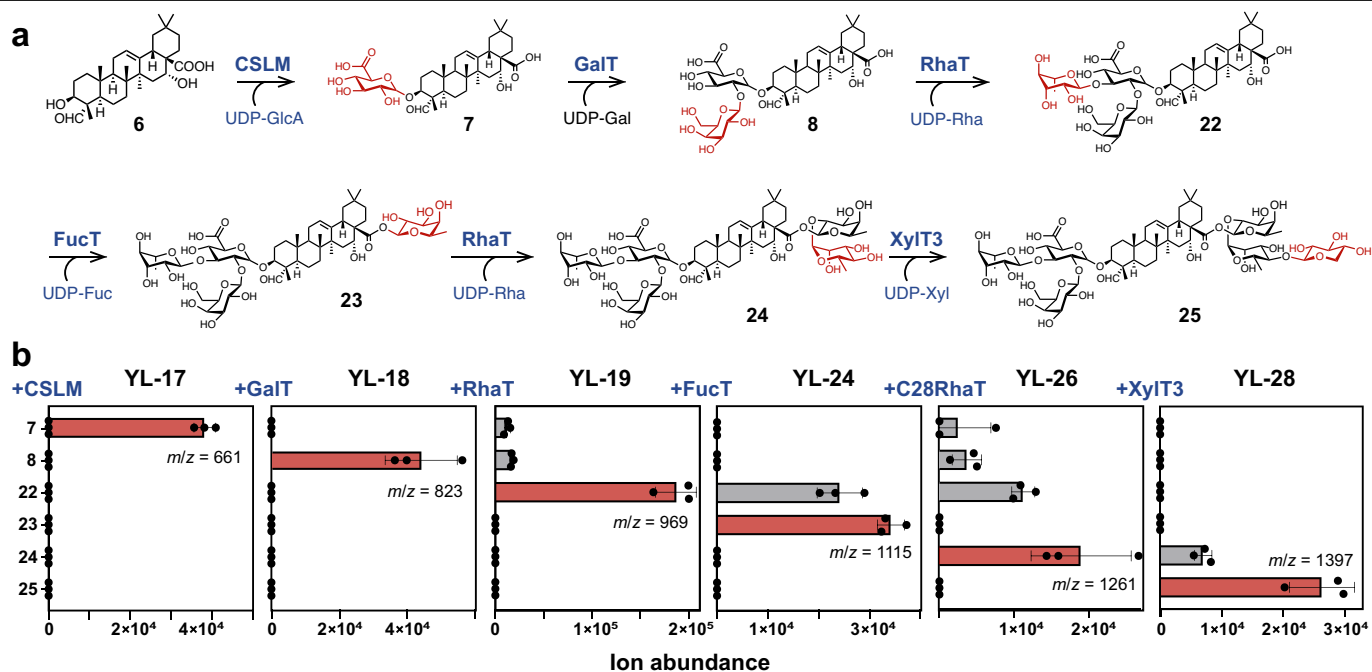 a
CSLM
UDP-GlcA
GalT
UDP-Gal
RhaT
UDP-Rha
6
7
8
22
FucT
UDP-Fuc
RhaT
UDP-Rha
XylT3
UDP-Xyl
23
24
25
b
+CSLM
YL-17
+GalT
YL-18
+RhaT
YL-19
+FucT
YL-24
+C28RhaT
YL-26
+XylT3
YL-28
7
8
22
23
24
25
m/z = 661
m/z = 823
m/z = 969
m/z = 1115
m/z = 1261
m/z = 1397
0 2×10⁴ 4×10⁴
0 2×10⁴ 4×10⁴
0 1×10⁵ 2×10⁵
1×10⁴ 3×10⁴
1×10⁴ 2×10⁴
0 1×10⁴ 2×10⁴ 3×10⁴
Ion abundance